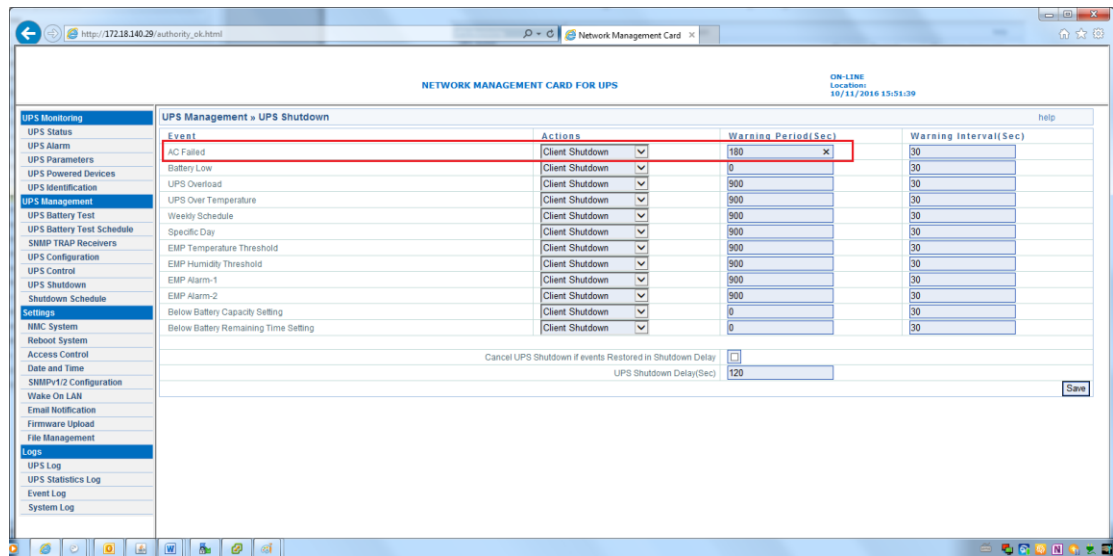 http://172.18.140.29/authority_ok.html
Network Management Card
NETWORK MANAGEMENT CARD FOR UPS
ON-LINE
Location:
10/11/2016 15:51:39
UPS Monitoring
UPS Status
UPS Alarm
UPS Parameters
UPS Powered Devices
UPS Identification
UPS Management
UPS Battery Test
UPS Battery Test Schedule
SNMP TRAP Receivers
UPS Configuration
UPS Control
UPS Shutdown
Shutdown Schedule
Settings
NMC System
Reboot System
Access Control
Date and Time
SNMPv1/2 Configuration
Wake On LAN
Email Notification
Firmware Upload
File Management
Logs
UPS Log
UPS Statistics Log
Event Log
System Log
UPS Management » UPS Shutdown help
Event Actions Warning Period(Sec) Warning Interval(Sec)
AC Failed Client Shutdown 180 30
Battery Low Client Shutdown 0 30
UPS Overload Client Shutdown 900 30
UPS Over Temperature Client Shutdown 900 30
Weekly Schedule Client Shutdown 900 30
Specific Day Client Shutdown 900 30
EMP Temperature Threshold Client Shutdown 900 30
EMP Humidity Threshold Client Shutdown 900 30
EMP Alarm-1 Client Shutdown 900 30
EMP Alarm-2 Client Shutdown 900 30
Below Battery Capacity Setting Client Shutdown 0 30
Below Battery Remaining Time Setting Client Shutdown 0 30
Cancel UPS Shutdown if events Restored in Shutdown Delay
UPS Shutdown Delay(Sec) 120
Save